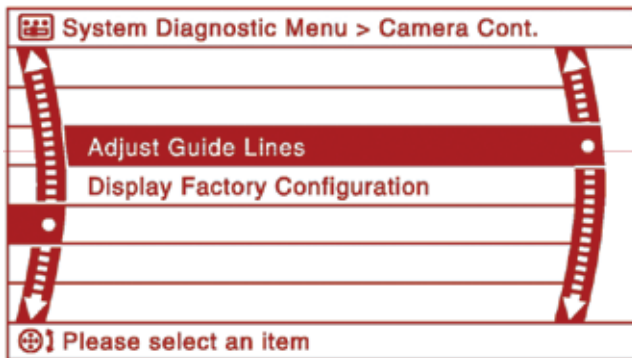 System Diagnostic Menu > Camera Cont.
Adjust Guide Lines
Display Factory Configuration
Please select an item